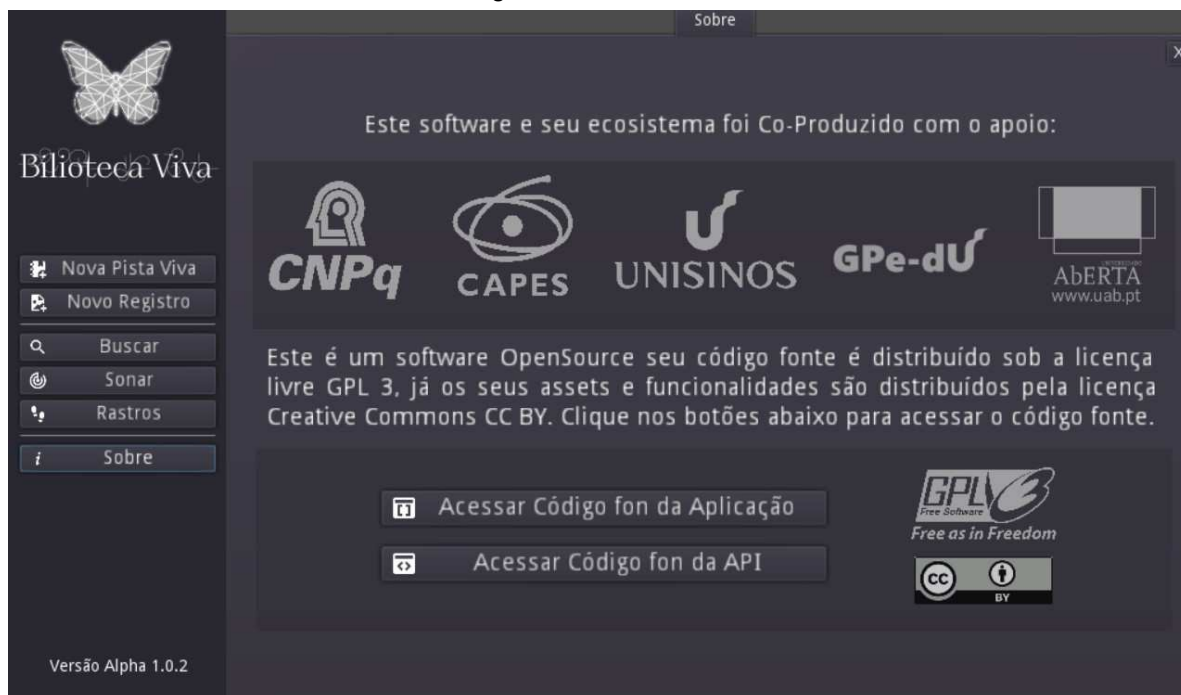 Sobre
X
Bilioteca Viva
Nova Pista Viva
Novo Registro
Buscar
Sonar
Rastros
Sobre
Versão Alpha 1.0.2
Este software e seu ecosistema foi Co-Produzido com o apoio:
CNPq
CAPES
UNISINOS
GPe-dU
AbERTA
www.uab.pt
Este é um software OpenSource seu código fonte é distribuído sob a licença
livre GPL 3, já os seus assets e funcionalidades são distribuídos pela licença
Creative Commons CC BY. Clique nos botões abaixo para acessar o código fonte.
Acessar Código fon da Aplicação
Acessar Código fon da API
GPLV3
Free Software
Free as in Freedom
CC
BY